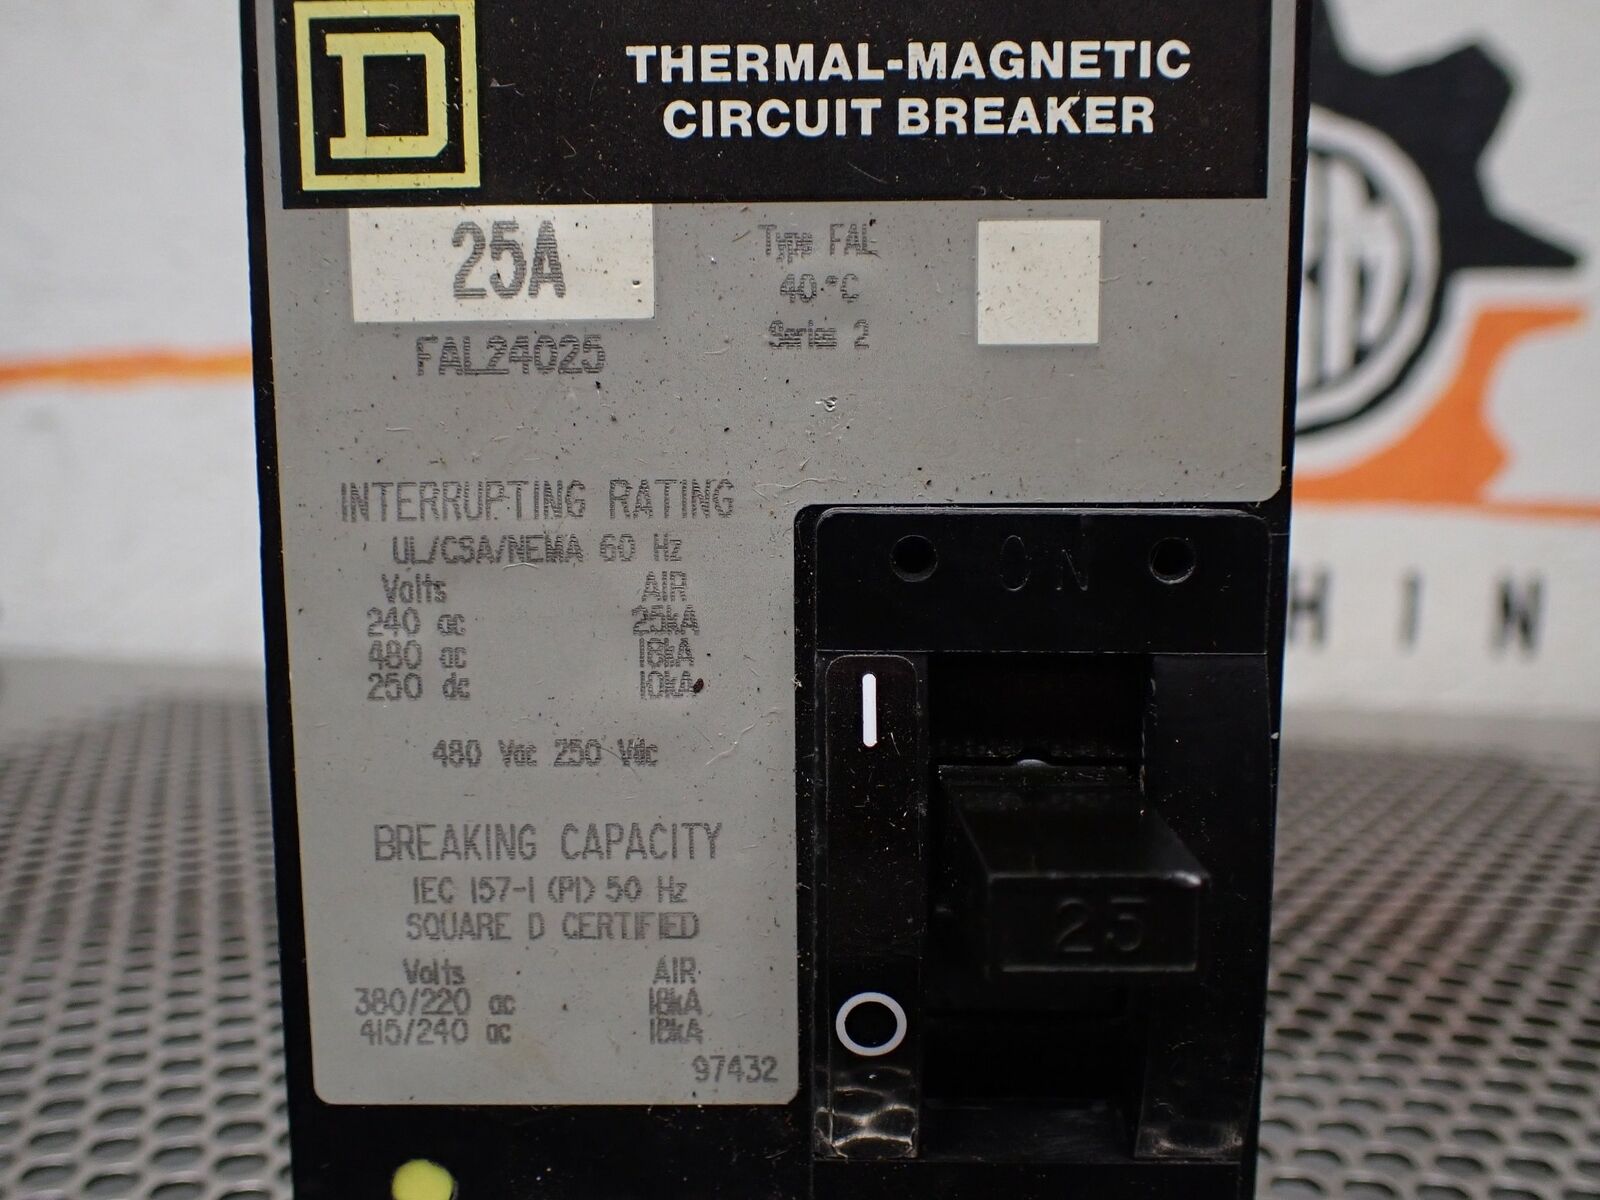 D
THERMAL-MAGNETIC
CIRCUIT BREAKER
25A
Type FAL
40 °C
Series 2
FAL24025
INTERRUPTING RATING
UL/CSA/NEMA 60 Hz
Volts AIR
240 ac 25kA
480 ac 18kA
250 dc 10kA
480 Vac 250 Vdc
BREAKING CAPACITY
IEC 157-1 (P1) 50 Hz
SQUARE D CERTIFIED
Volts AIR
380/220 ac 18kA
415/240 ac 18kA
97432
ON
I
25
O
HIN